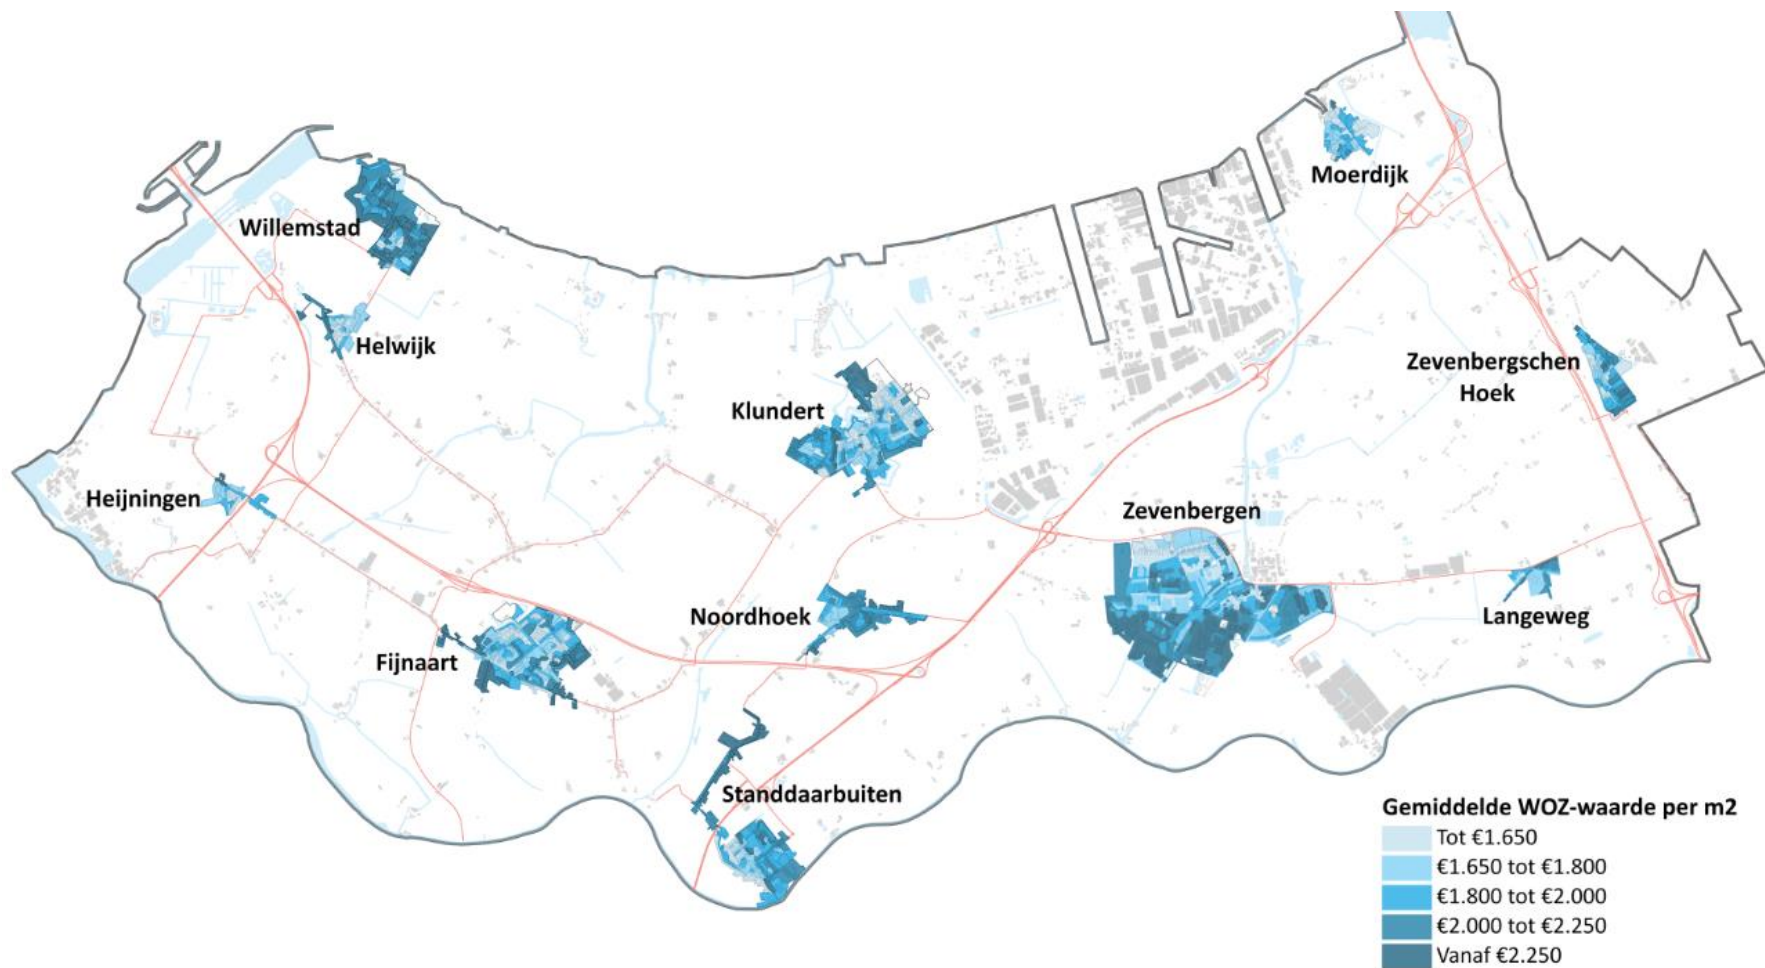 Moerdijk
Willemstad
Helwijk
Zevenbergschen
Hoek
Klundert
Heijningen
Zevenbergen
Noordhoek
Langeweg
Fijnaart
Standdaarbuiten
Gemiddelde WOZ-waarde per m2
Tot €1.650
€1.650 tot €1.800
€1.800 tot €2.000
€2.000 tot €2.250
Vanaf €2.250